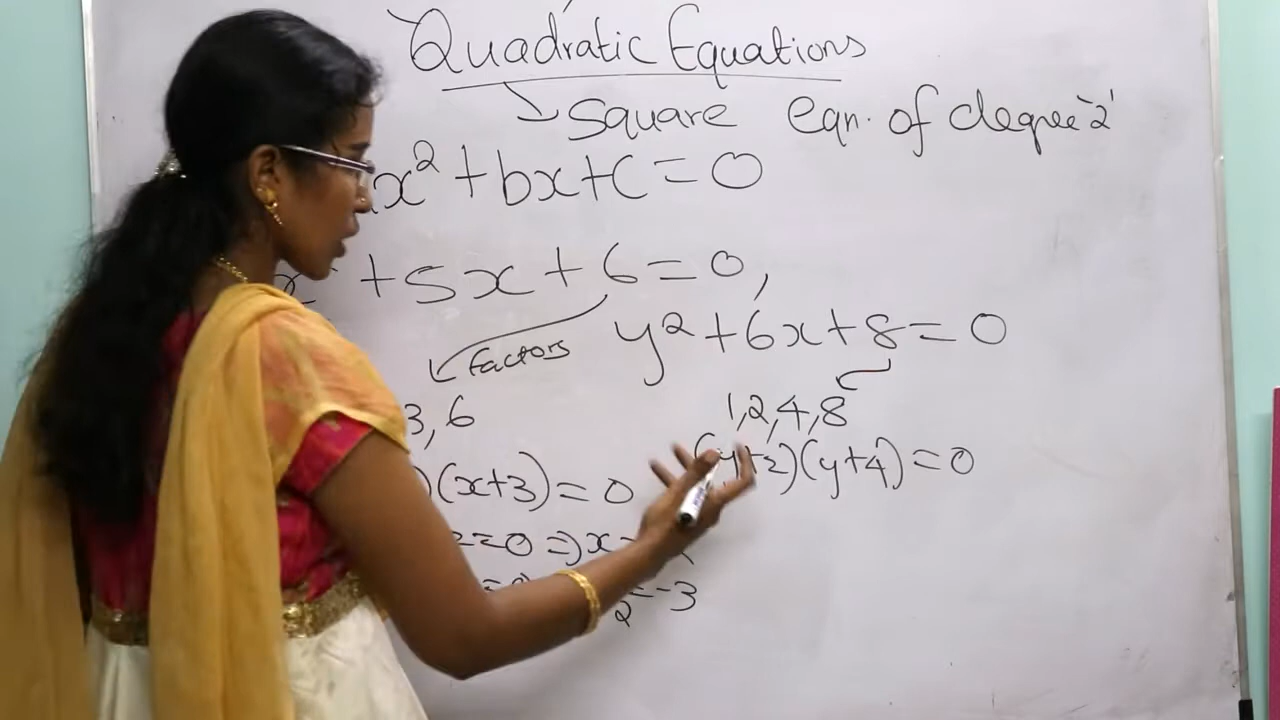 Quadratic Equations
square eqn. of degree '2'
x² + bx + c = 0
+ 5x + 6 = 0,
factors
y² + 6x + 8 = 0
3, 6
1, 2, 4, 8
)(x+3) = 0
(y+2)(y+4) = 0
= 0 ⇒ x =
= -3